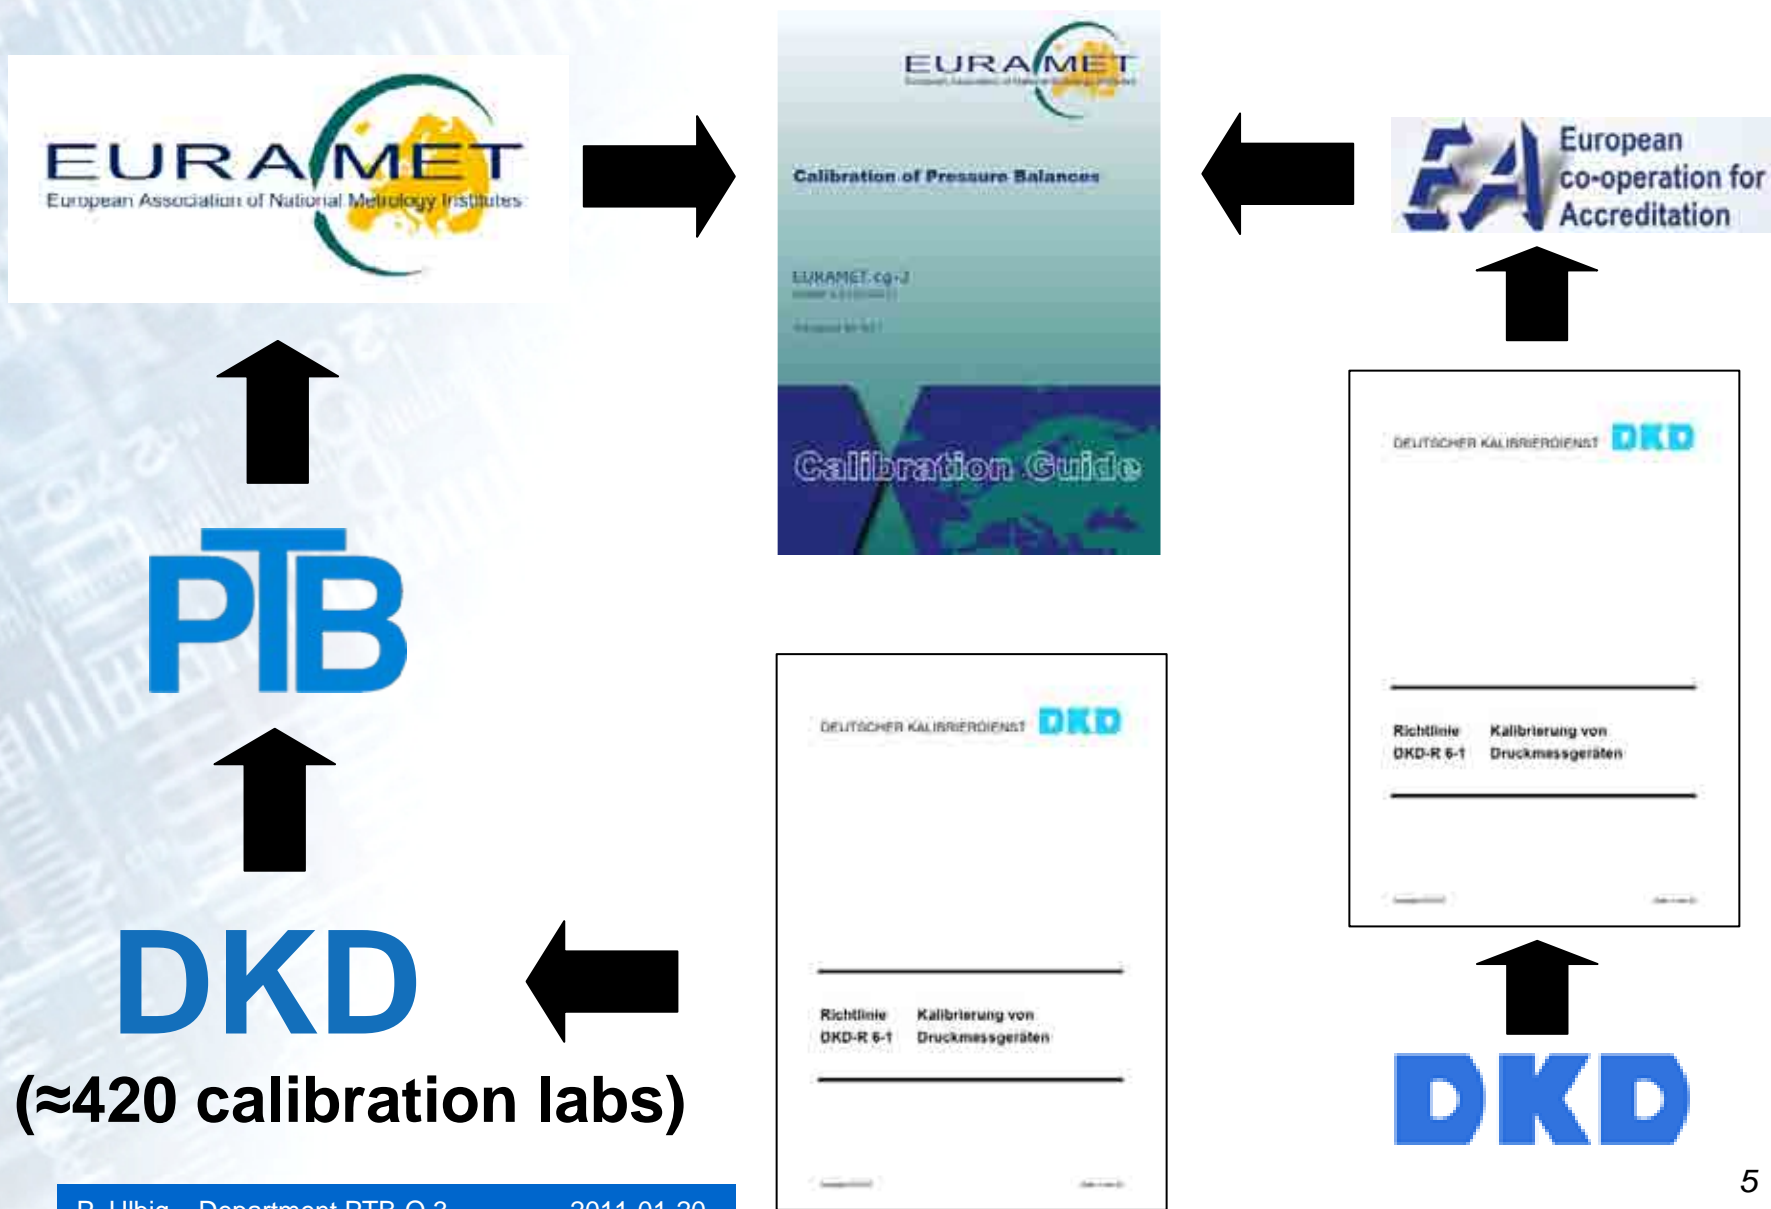 EURAMET
European Association of National Metrology Institutes
EURAMET
Calibration of Pressure Balances
EURAMET cg-3
Calibration Guide
EA
European
co-operation for
Accreditation
PTB
DEUTSCHER KALIBRIERDIENST DKD
Richtlinie Kalibrierung von
DKD-R 6-1 Druckmessgeräten
DKD
(≈420 calibration labs)
DEUTSCHER KALIBRIERDIENST DKD
Richtlinie Kalibrierung von
DKD-R 6-1 Druckmessgeräten
DKD
5